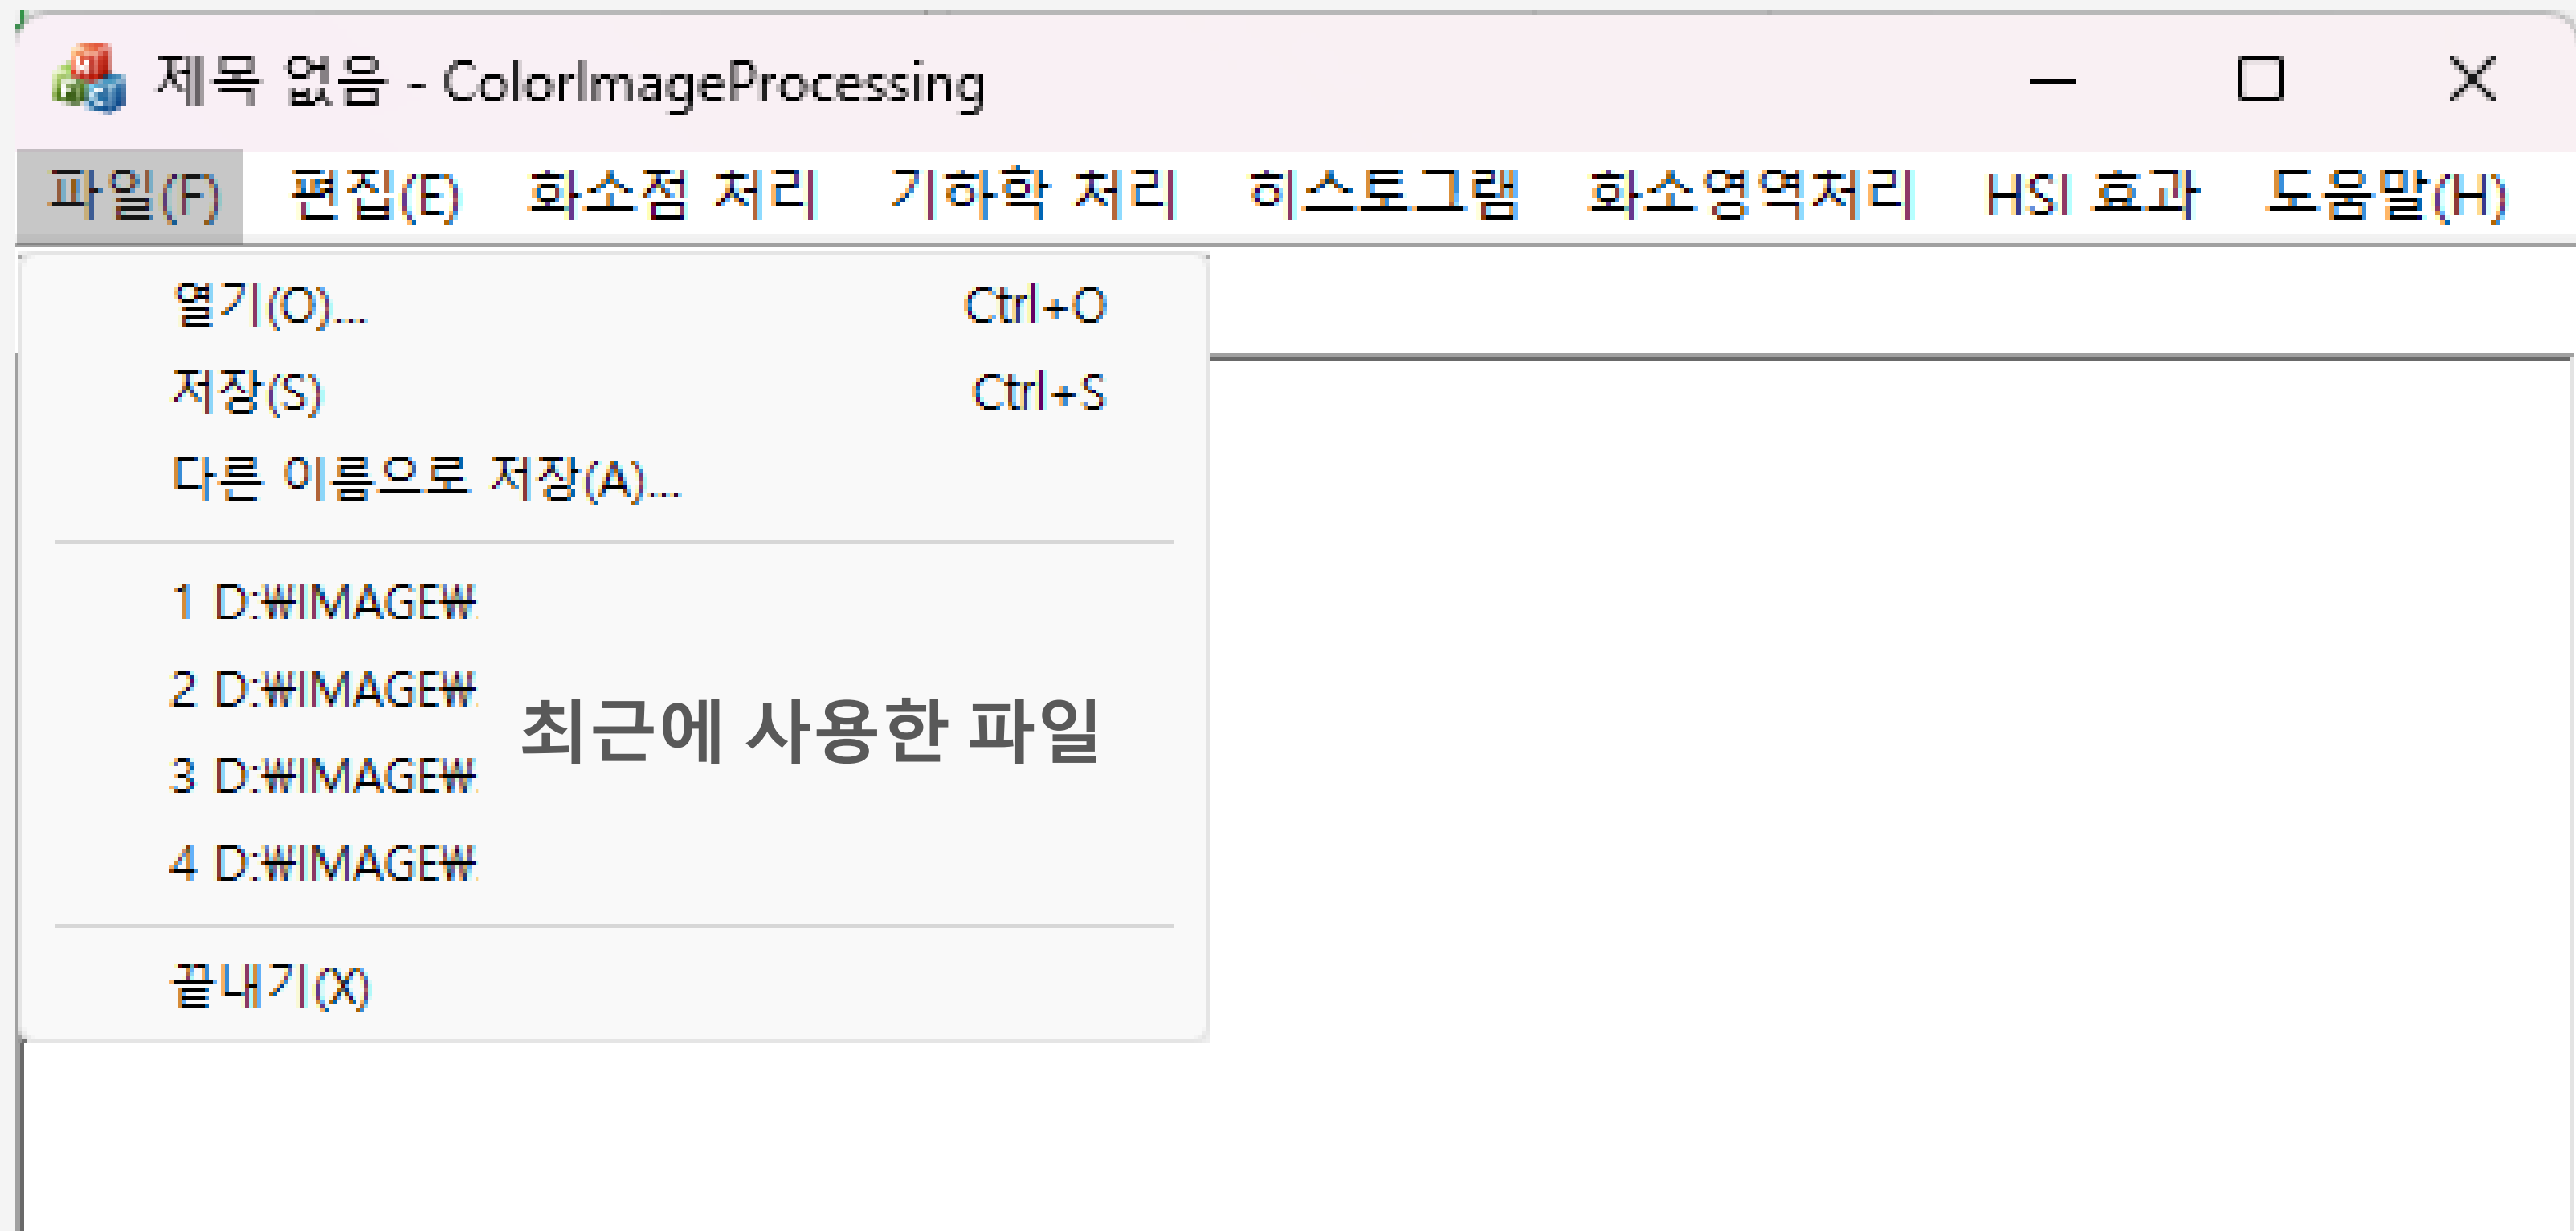 제목 없음 - ColorImageProcessing
파일(F) 편집(E) 화소점 처리 기하학 처리 히스토그램 화소영역처리 HSI 효과 도움말(H)
열기(O)... Ctrl+O
저장(S) Ctrl+S
다른 이름으로 저장(A)...
1 D:₩IMAGE₩
2 D:₩IMAGE₩
최근에 사용한 파일
3 D:₩IMAGE₩
4 D:₩IMAGE₩
끝내기(X)